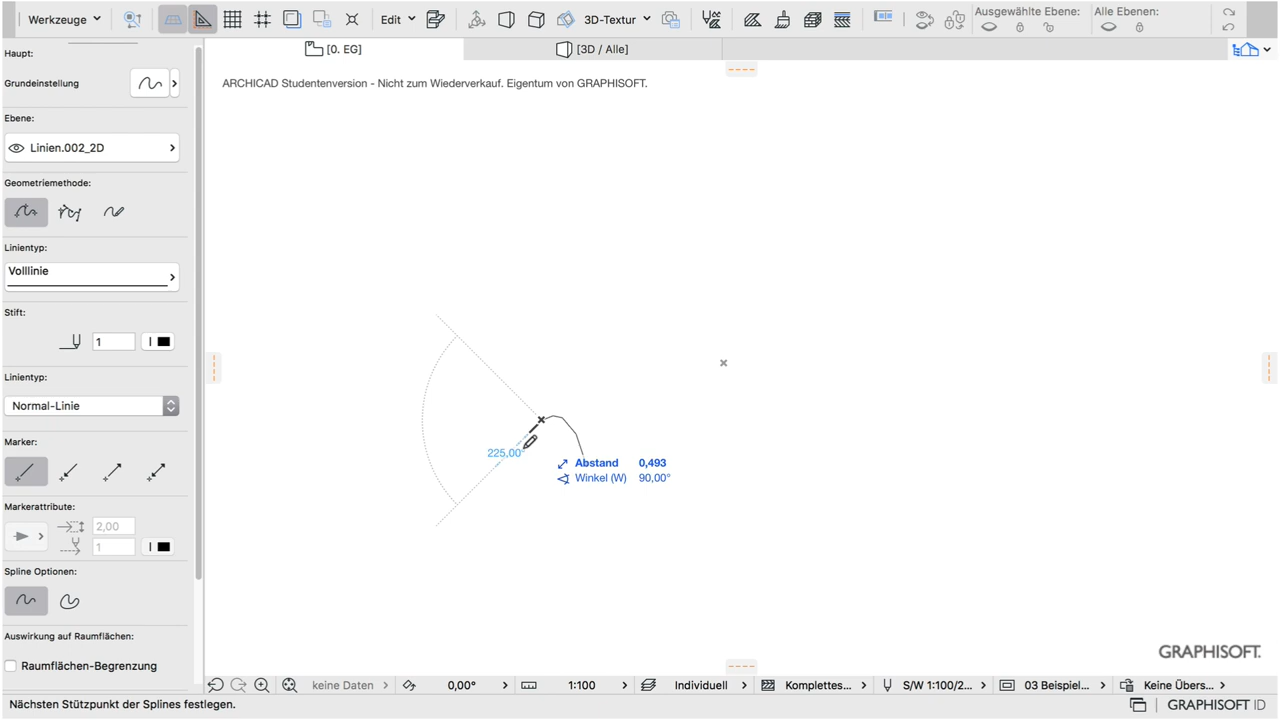 Werkzeuge
Edit
3D-Textur
Ausgewählte Ebene:
Alle Ebenen:
Haupt:
[0. EG]
[3D / Alle]
Grundeinstellung
ARCHICAD Studentenversion - Nicht zum Wiederverkauf. Eigentum von GRAPHISOFT.
Ebene:
Linien.002_2D
Geometriemethode:
Linientyp:
Volllinie
Stift:
1
Linientyp:
Normal-Linie
Marker:
225,00°
Abstand 0,493
Winkel (W) 90,00°
Markerattribute:
2,00
1
Spline Optionen:
Auswirkung auf Raumflächen:
Raumflächen-Begrenzung
GRAPHISOFT.
keine Daten
0,00°
1:100
Individuell
Komplettes...
S/W 1:100/2...
03 Beispiel...
Keine Übers...
Nächsten Stützpunkt der Splines festlegen.
GRAPHISOFT ID